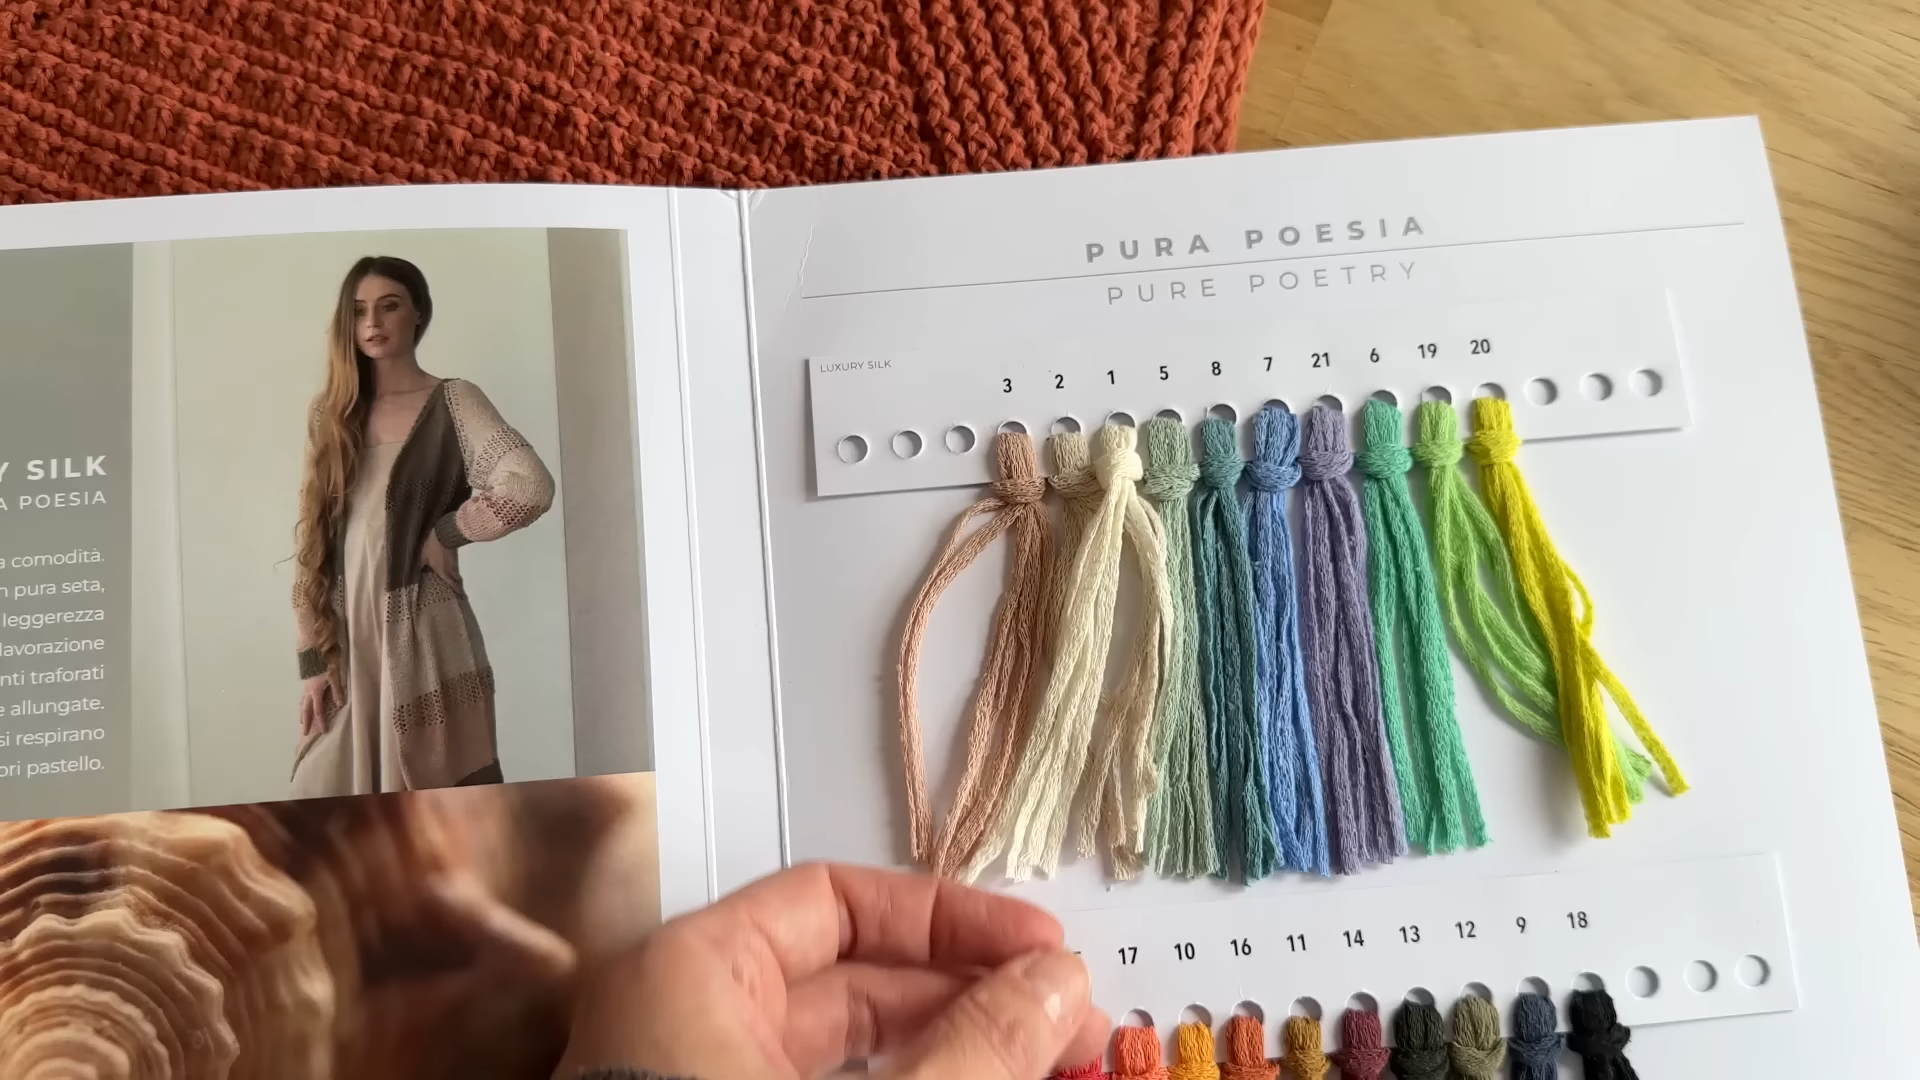 Y SILK
A POESIA
a comodità.
n pura seta,
leggerezza
lavorazione
nti traforati
e allungate.
si respirano
ori pastello.
PURA POESIA
PURE POETRY
LUXURY SILK
3 2 1 5 8 7 21 6 19 20
17 10 16 11 14 13 12 9 18